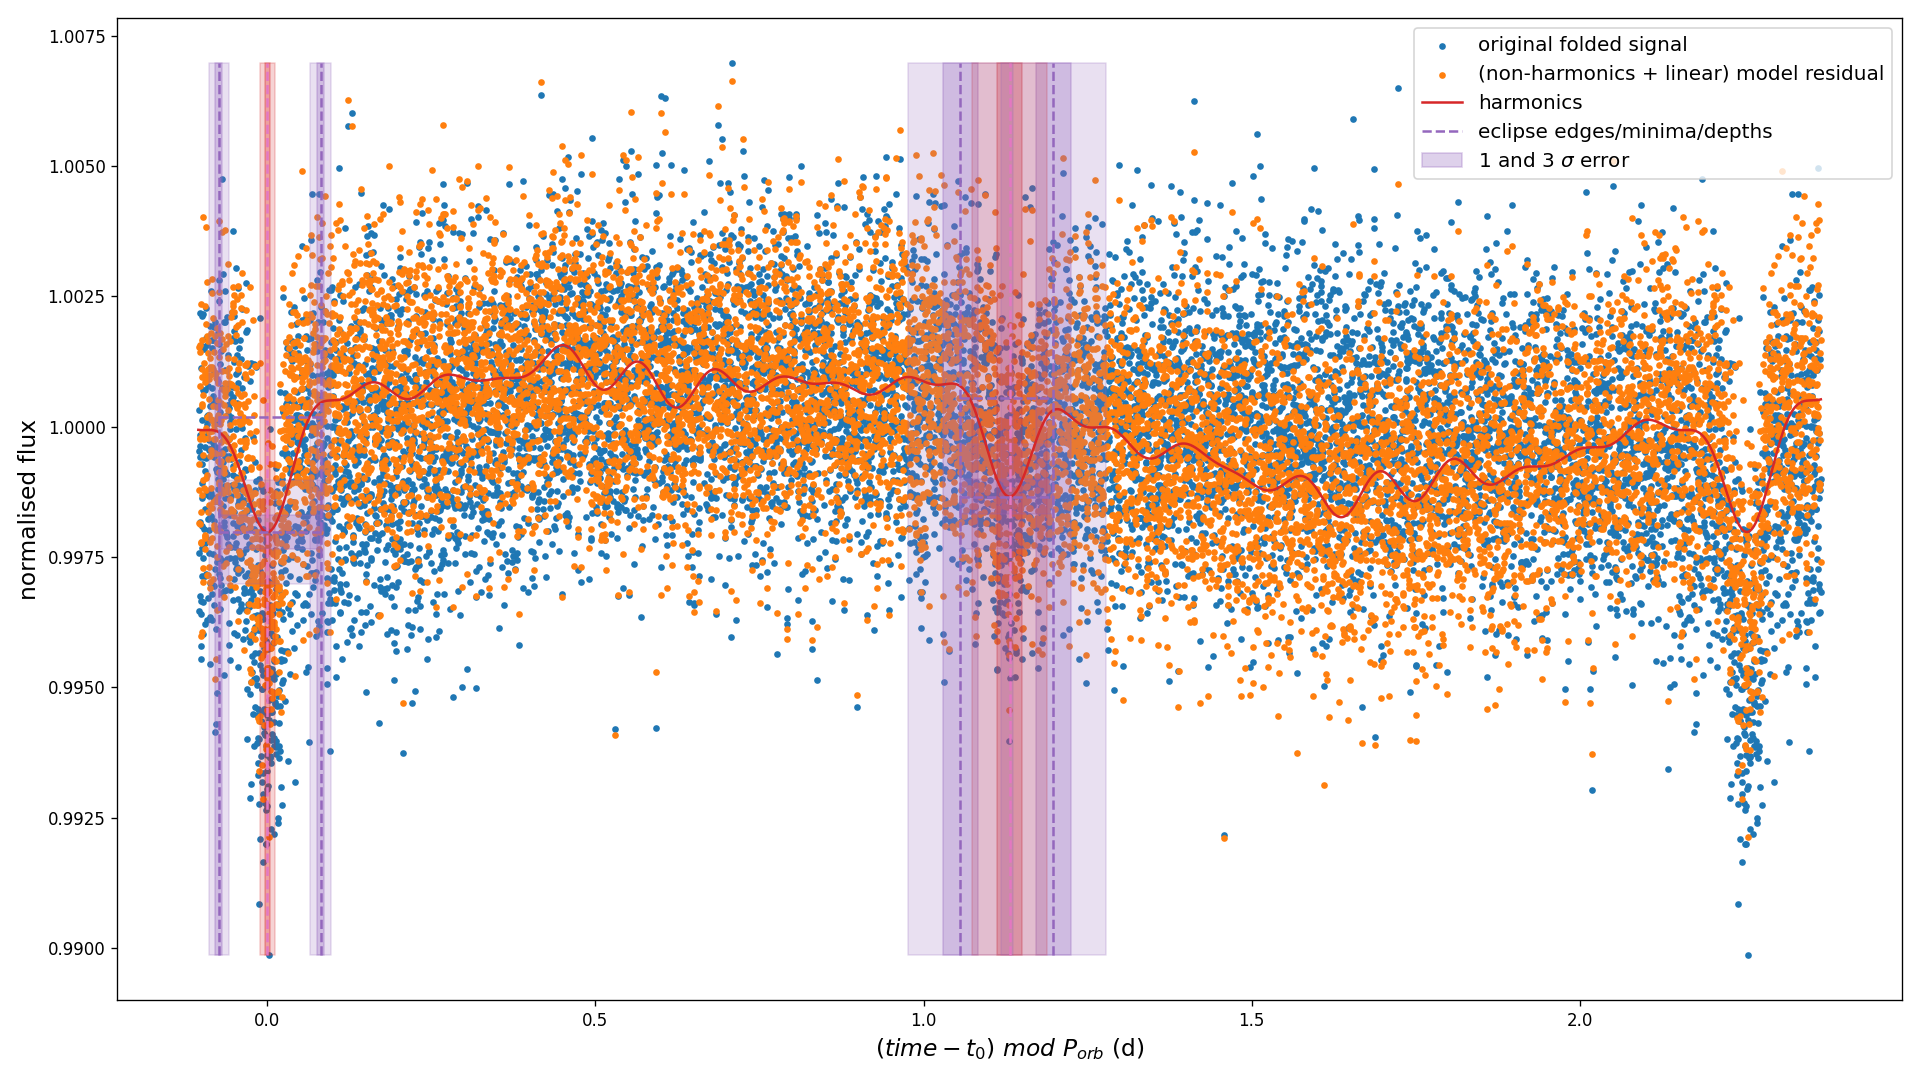 1.0075
1.0050
1.0025
1.0000
0.9975
0.9950
0.9925
0.9900
normalised flux
original folded signal
(non-harmonics + linear) model residual
harmonics
eclipse edges/minima/depths
1 and 3 σ error
0.0 0.5 1.0 1.5 2.0
(time − t₀) mod Pₒᵣb (d)